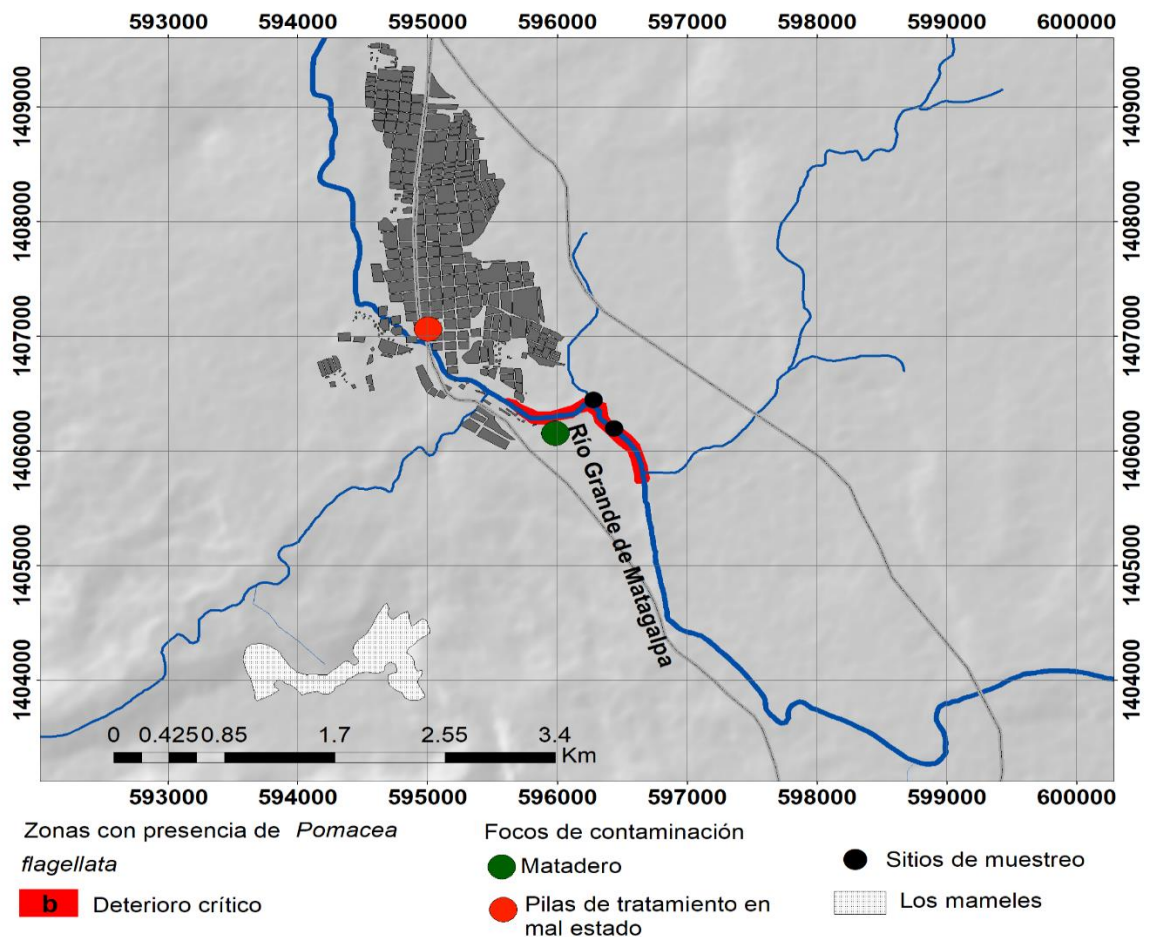 593000 594000 595000 596000 597000 598000 599000 600000
1409000 1409000
1408000 1408000
1407000 1407000
1406000 1406000
1405000 1405000
1404000 1404000
Río Grande de Matagalpa
0 0.425 0.85 1.7 2.55 3.4
Km
593000 594000 595000 596000 597000 598000 599000 600000
Zonas con presencia de Pomacea
flagellata
b Deterioro crítico
Focos de contaminación
Matadero
Pilas de tratamiento en
mal estado
Sitios de muestreo
Los mameles